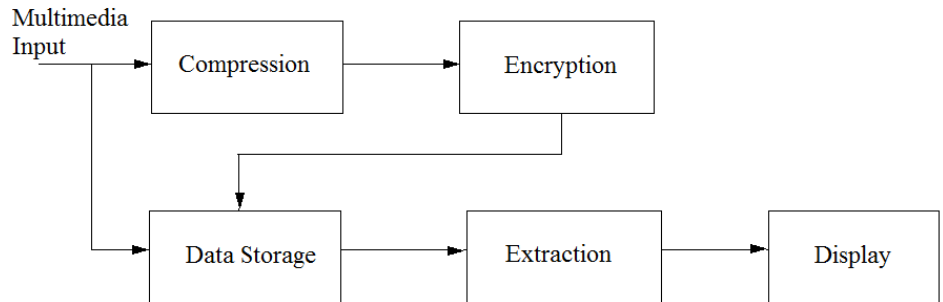 Multimedia
Input
Compression
Encryption
Data Storage
Extraction
Display